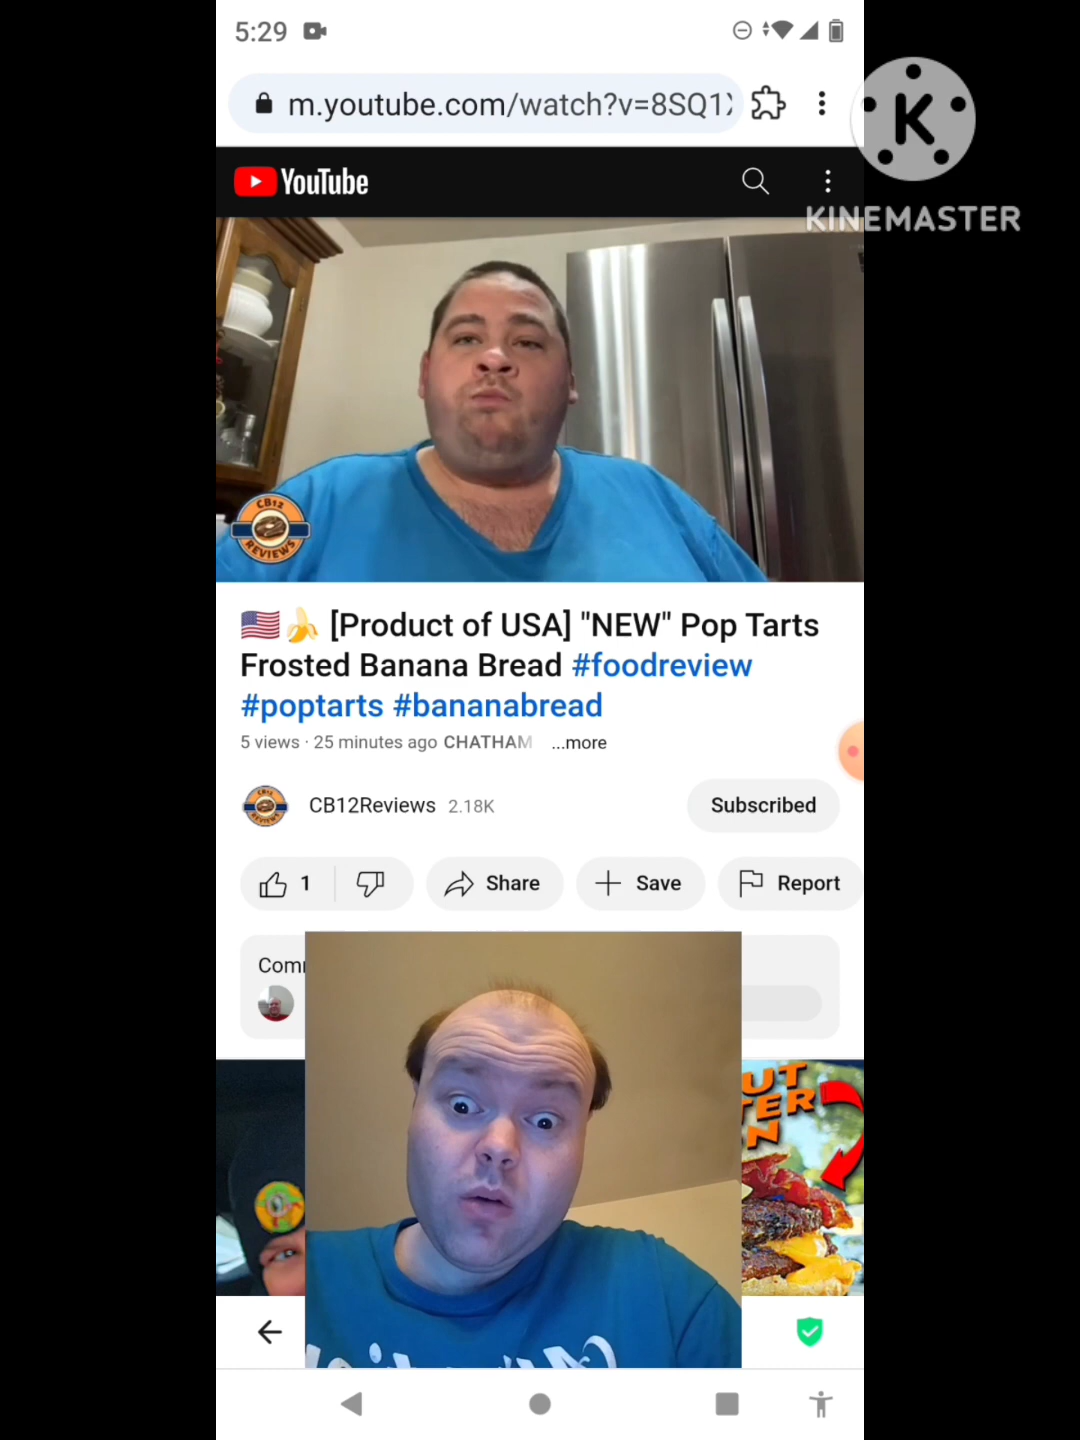 5:29
m.youtube.com/watch?v=8SQ1
K
KINEMASTER
YouTube
CB12
REVIEWS
🇺🇸🍌 [Product of USA] "NEW" Pop Tarts
Frosted Banana Bread #foodreview
#poptarts #bananabread
5 views · 25 minutes ago CHATHAM ...more
CB12Reviews 2.18K
Subscribed
1
Share
Save
Report
Com
UT
TER
N